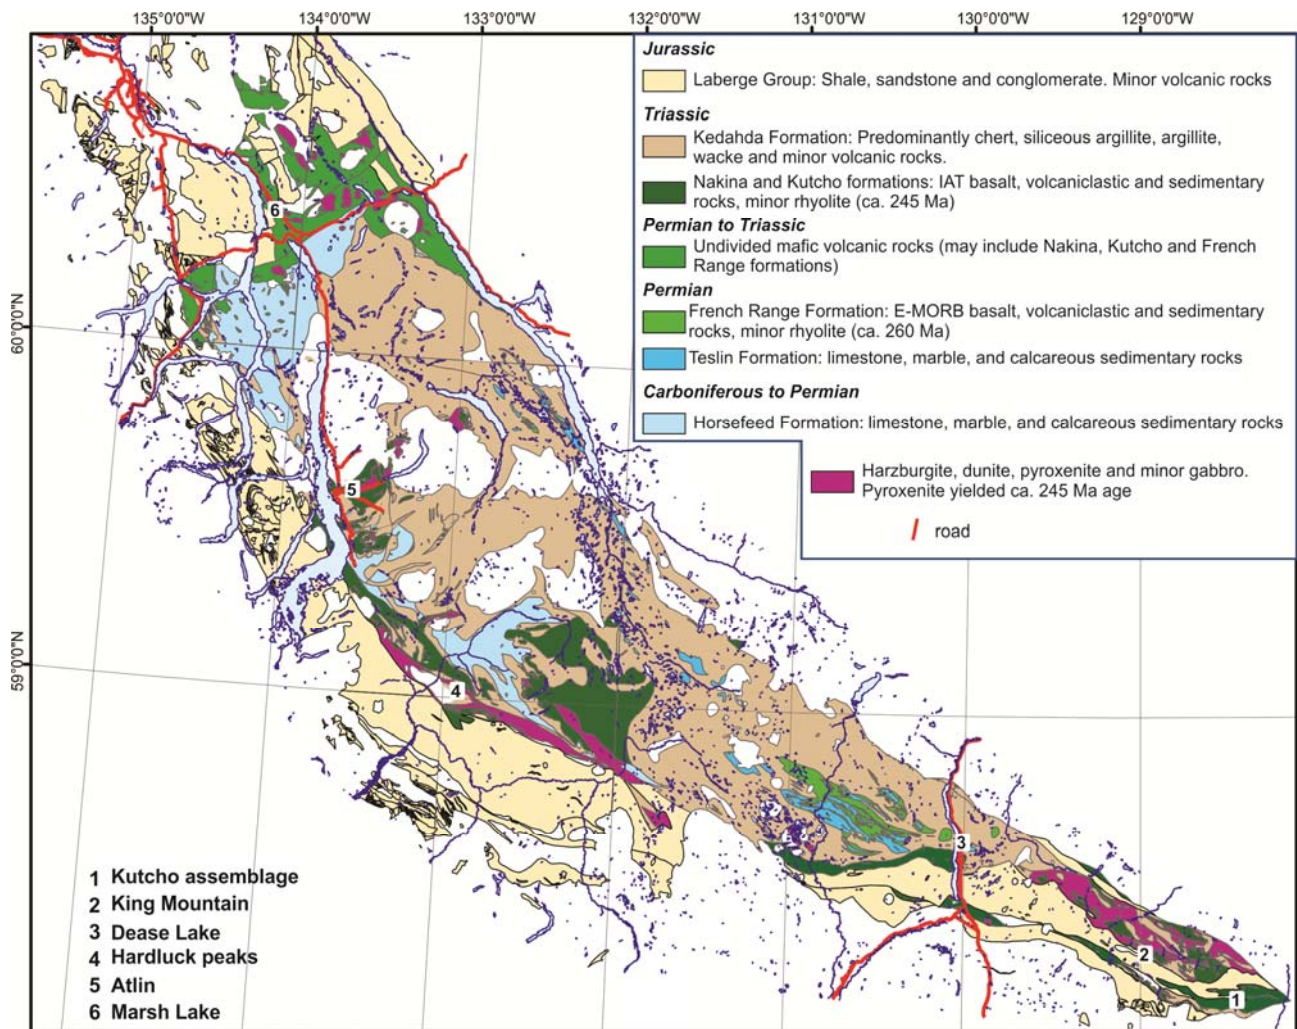 135°0'0"W 134°0'0"W 133°0'0"W 132°0'0"W 131°0'0"W 130°0'0"W 129°0'0"W
Jurassic
Laberge Group: Shale, sandstone and conglomerate. Minor volcanic rocks
Triassic
Kedahda Formation: Predominantly chert, siliceous argillite, argillite,
wacke and minor volcanic rocks.
Nakina and Kutcho formations: IAT basalt, volcaniclastic and sedimentary
rocks, minor rhyolite (ca. 245 Ma)
Permian to Triassic
Undivided mafic volcanic rocks (may include Nakina, Kutcho and French
Range formations)
Permian
French Range Formation: E-MORB basalt, volcaniclastic and sedimentary
rocks, minor rhyolite (ca. 260 Ma)
Teslin Formation: limestone, marble, and calcareous sedimentary rocks
Carboniferous to Permian
Horsefeed Formation: limestone, marble, and calcareous sedimentary rocks
Harzburgite, dunite, pyroxenite and minor gabbro.
Pyroxenite yielded ca. 245 Ma age
road
60°0'0"N
59°0'0"N
6
5
4
3
2
1
1 Kutcho assemblage
2 King Mountain
3 Dease Lake
4 Hardluck peaks
5 Atlin
6 Marsh Lake